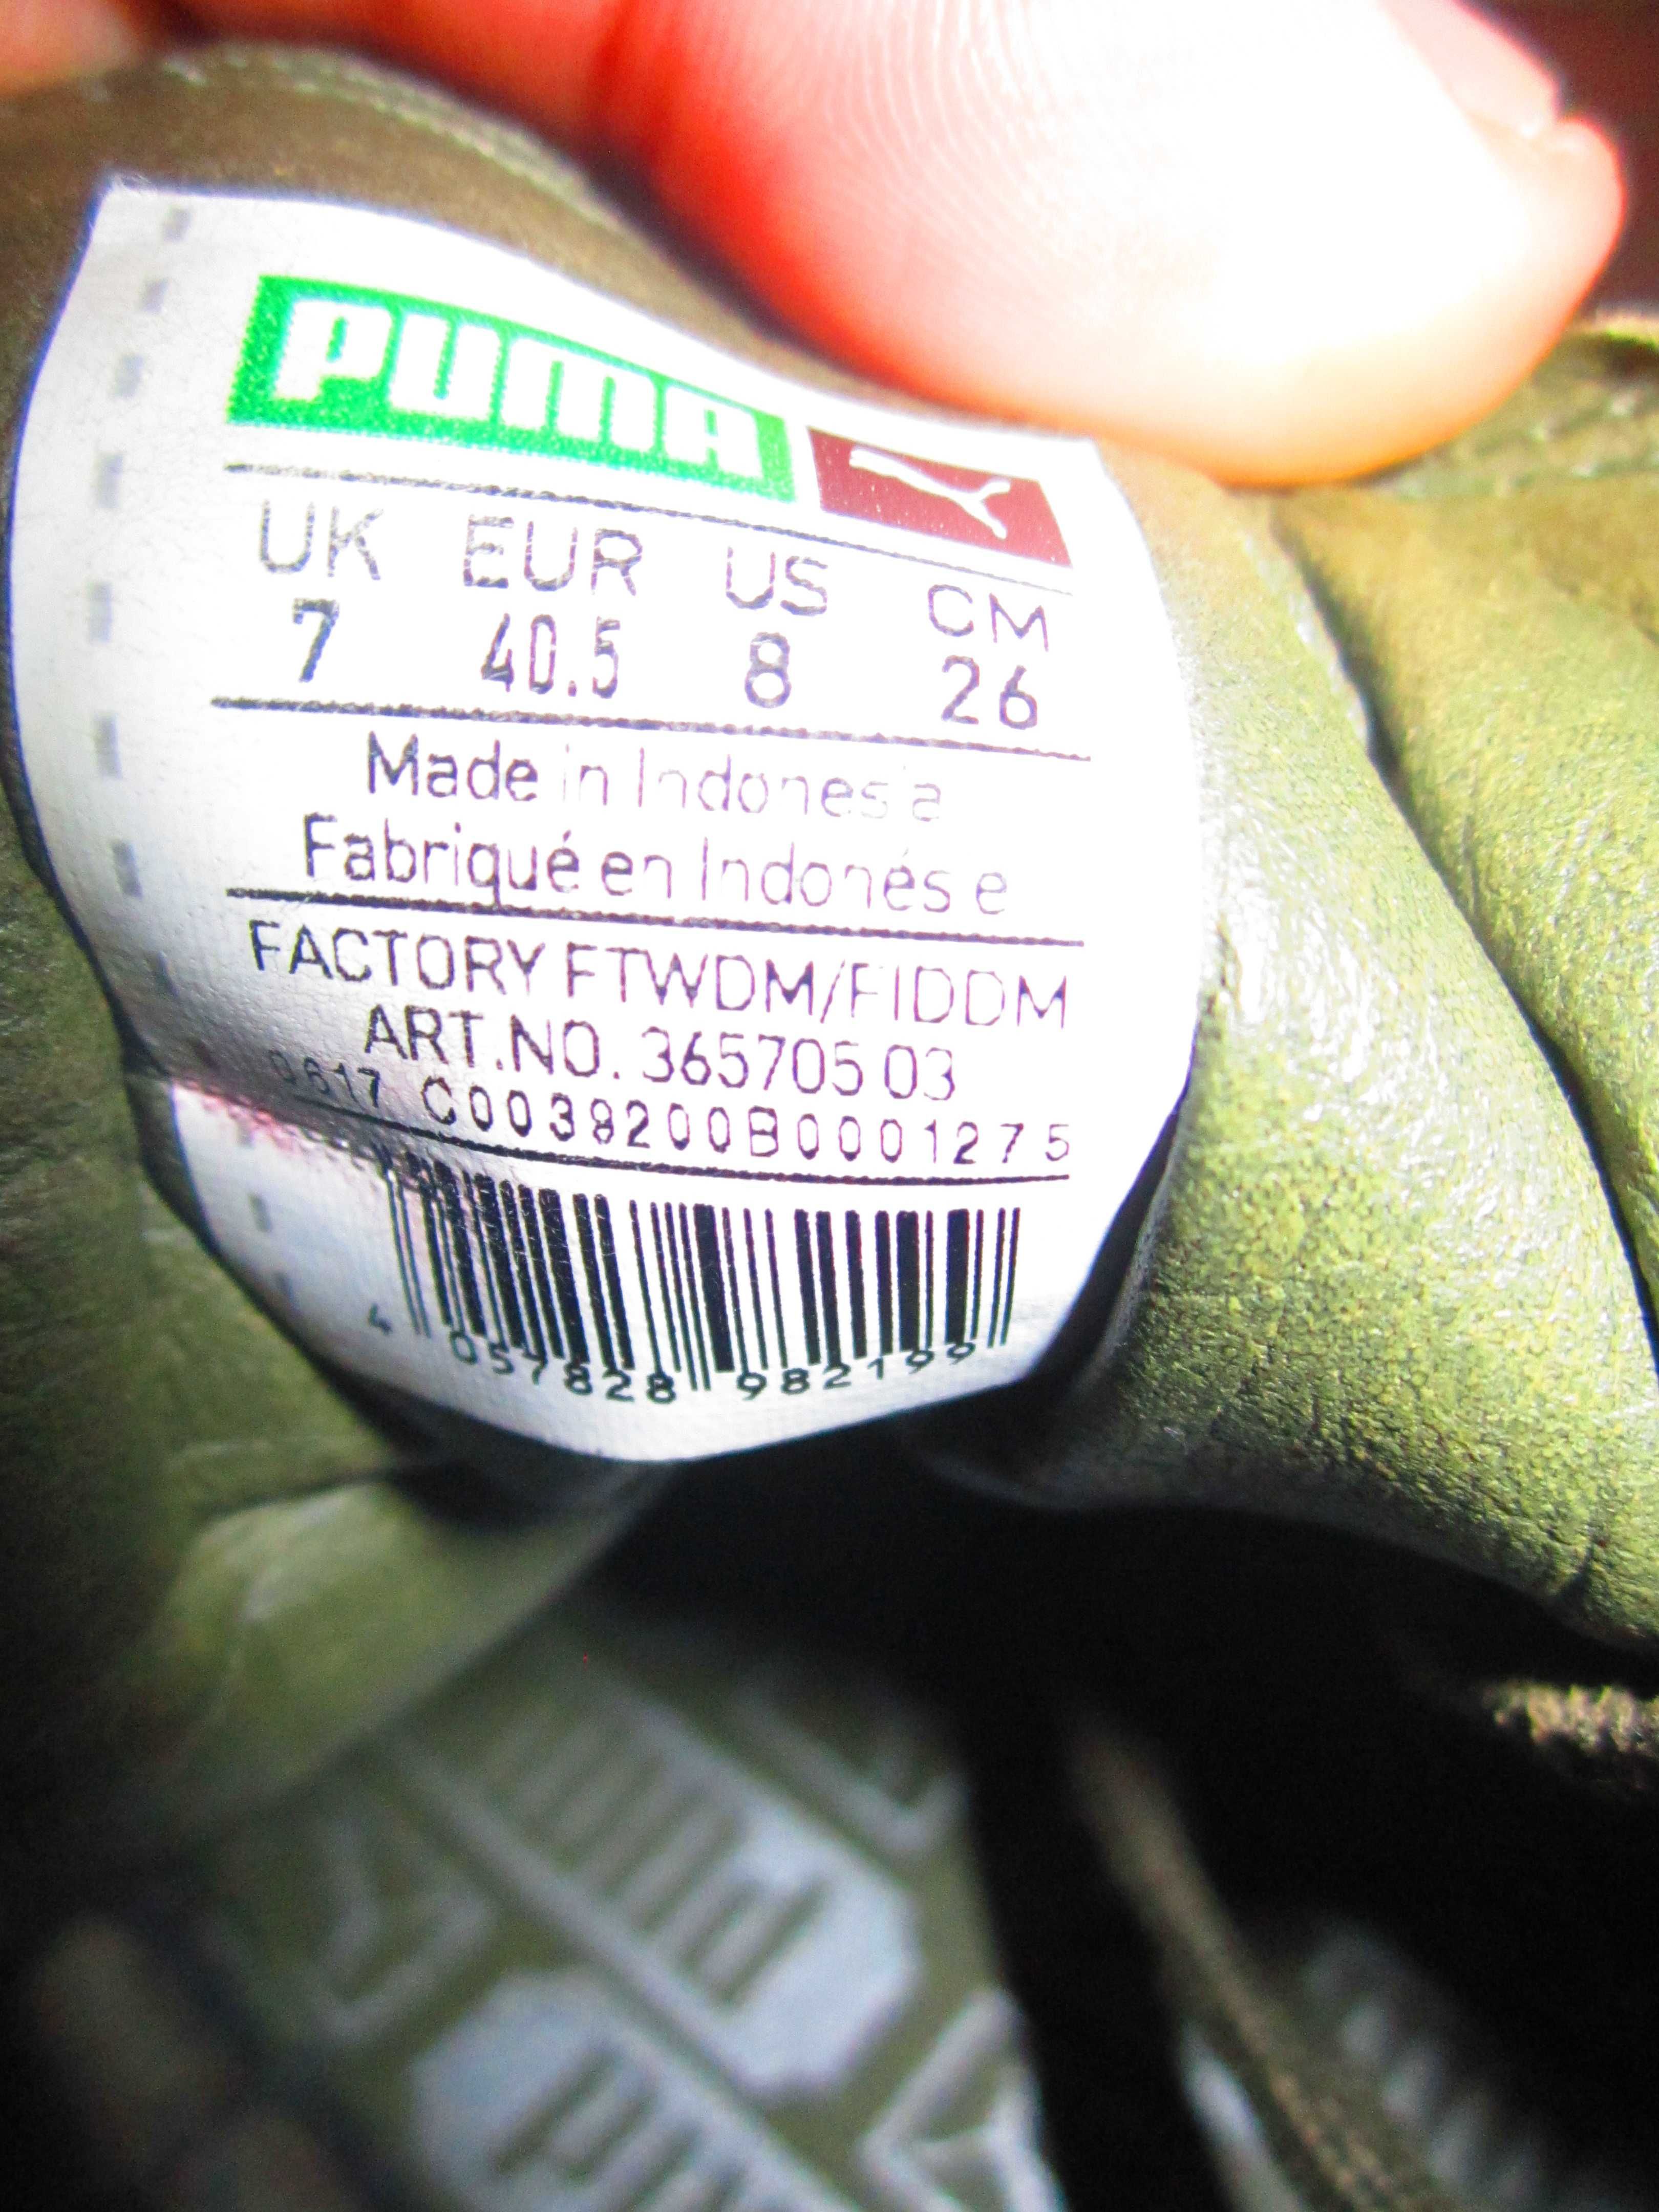 PUMA
UK EUR US CM
7 40.5 8 26
Made in Indonesia
Fabriqué en Indonésie
FACTORY FTWDM/FIDDM
ART.NO. 365705 03
0617 C0039200B0001275
4 057828 982199